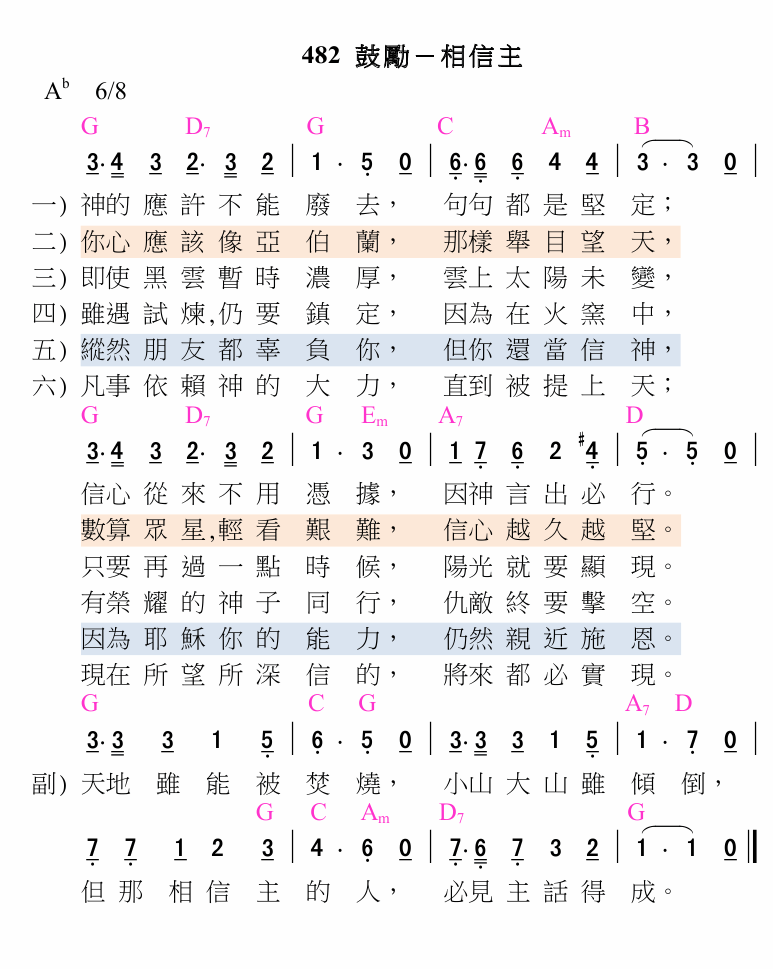 482 鼓勵－相信主
A♭ 6/8
G D7 G C Am B
3· 4 3 2· 3 2 | 1 · 5 0 | 6· 6 6 4 4 | 3 · 3 0 |
一) 神的 應 許 不 能 廢 去， 句句 都 是 堅 定；
二) 你心 應 該 像 亞 伯 蘭， 那樣 舉 目 望 天，
三) 即使 黑 雲 暫 時 濃 厚， 雲上 太 陽 未 變，
四) 雖遇 試 煉,仍 要 鎮 定， 因為 在 火 窯 中，
五) 縱然 朋 友 都 辜 負 你， 但你 還 當 信 神，
六) 凡事 依 賴 神 的 大 力， 直到 被 提 上 天；
G D7 G Em A7 D
3· 4 3 2· 3 2 | 1 · 3 0 | 1 7 6 2 ♯4 | 5 · 5 0 |
信心 從 來 不 用 憑 據， 因神 言 出 必 行。
數算 眾 星,輕 看 艱 難， 信心 越 久 越 堅。
只要 再 過 一 點 時 候， 陽光 就 要 顯 現。
有榮 耀 的 神 子 同 行， 仇敵 終 要 擊 空。
因為 耶 穌 你 的 能 力， 仍然 親 近 施 恩。
現在 所 望 所 深 信 的， 將來 都 必 實 現。
G C G A7 D
3· 3 3 1 5 | 6 · 5 0 | 3· 3 3 1 5 | 1 · 7 0 |
副) 天地 雖 能 被 焚 燒， 小山 大 山 雖 傾 倒，
G C Am D7 G
7 7 1 2 3 | 4 · 6 0 | 7· 6 7 3 2 | 1 · 1 0 ‖
但 那 相 信 主 的 人， 必見 主 話 得 成。